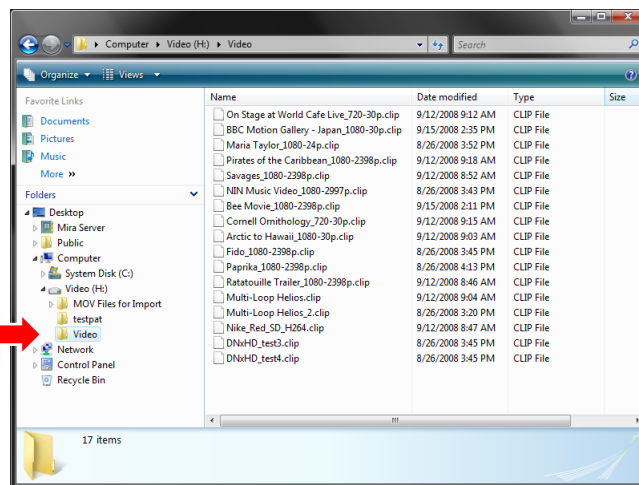 Computer Video (H:) Video
Search
Organize Views
Favorite Links
Documents
Pictures
Music
More »
Folders
Desktop
Mira Server
Public
Computer
System Disk (C:)
Video (H:)
MOV Files for Import
testpat
Video
Network
Control Panel
Recycle Bin
Name Date modified Type Size
On Stage at World Cafe Live_720-30p.clip 9/12/2008 9:12 AM CLIP File
BBC Motion Gallery - Japan_1080-30p.clip 9/15/2008 2:35 PM CLIP File
Maria Taylor_1080-24p.clip 8/26/2008 3:52 PM CLIP File
Pirates of the Caribbean_1080-2398p.clip 9/12/2008 9:18 AM CLIP File
Savages_1080-2398p.clip 9/12/2008 8:52 AM CLIP File
NIN Music Video_1080-2997p.clip 8/26/2008 3:43 PM CLIP File
Bee Movie_1080-2398p.clip 9/15/2008 2:11 PM CLIP File
Cornell Ornithology_720-30p.clip 9/12/2008 9:15 AM CLIP File
Arctic to Hawaii_1080-30p.clip 9/12/2008 9:03 AM CLIP File
Fido_1080-2398p.clip 8/26/2008 3:45 PM CLIP File
Paprika_1080-2398p.clip 8/26/2008 4:13 PM CLIP File
Ratatouille Trailer_1080-2398p.clip 9/12/2008 8:46 AM CLIP File
Multi-Loop Helios.clip 9/12/2008 9:04 AM CLIP File
Multi-Loop Helios_2.clip 8/26/2008 3:20 PM CLIP File
Nike_Red_SD_H264.clip 9/12/2008 8:47 AM CLIP File
DNxHD_test3.clip 8/26/2008 3:45 PM CLIP File
DNxHD_test4.clip 8/26/2008 3:45 PM CLIP File
17 items